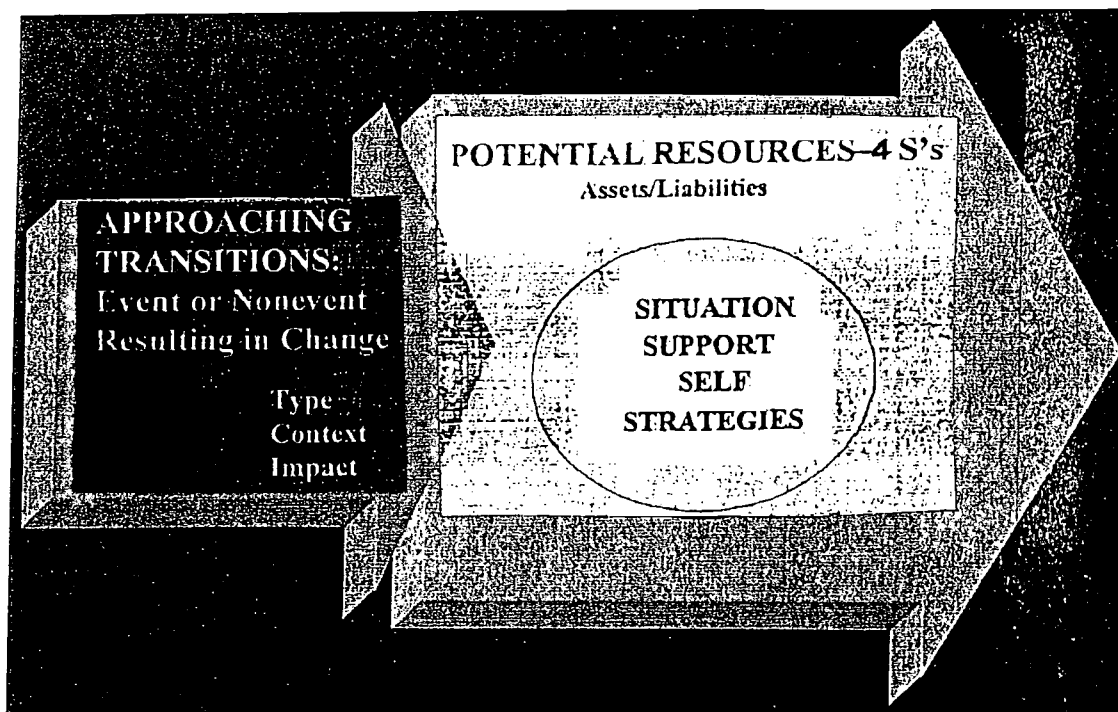 APPROACHING
TRANSITIONS:
Event or Nonevent
Resulting in Change
Type
Context
Impact
POTENTIAL RESOURCES–4 S's
Assets/Liabilities
SITUATION
SUPPORT
SELF
STRATEGIES